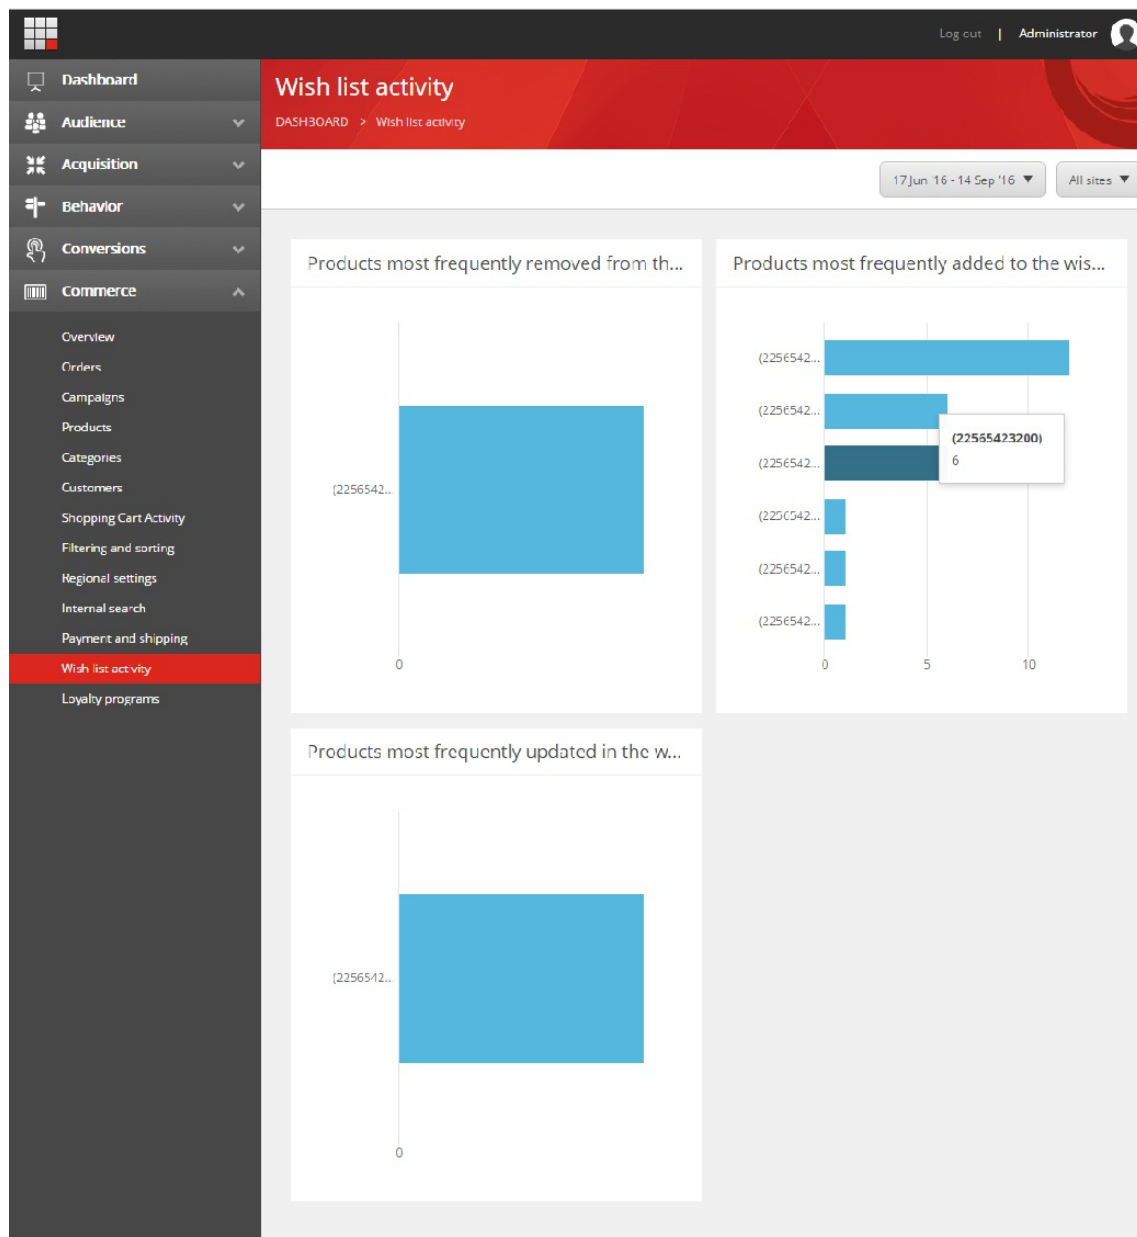 Log out | Administrator
Dashboard
Audience
Acquisition
Behavior
Conversions
Commerce
Overview
Orders
Campaigns
Products
Categories
Customers
Shopping Cart Activity
Filtering and sorting
Regional settings
Internal search
Payment and shipping
Wish list activity
Loyalty programs
Wish list activity
DASHBOARD > Wish list activity
17 Jun '16 - 14 Sep '16 ▼
All sites ▼
Products most frequently removed from th...
(2256542...
0
Products most frequently added to the wis...
(2256542...
(2256542...
(22565423200)
6
(2256542...
(2256542...
(2256542...
(2256542...
0 5 10
Products most frequently updated in the w...
(2256542...
0